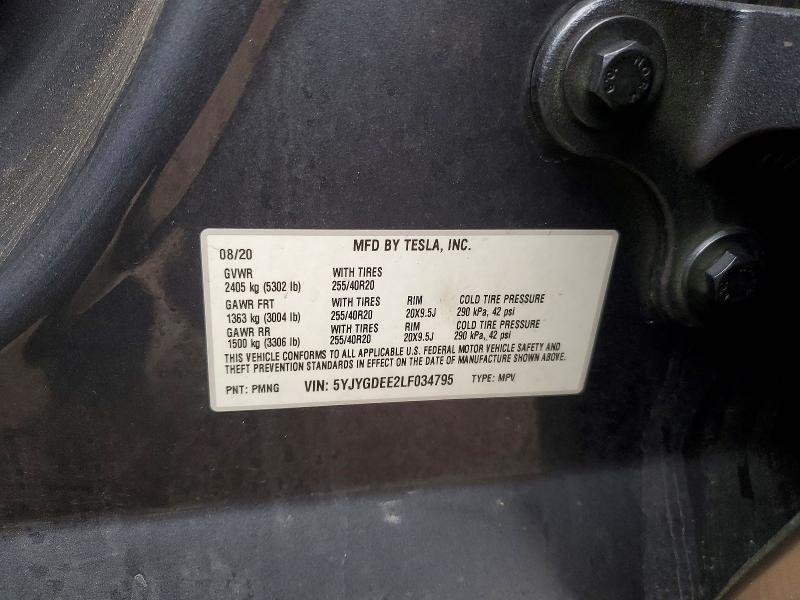 MFD BY TESLA, INC.
08/20
GVWR WITH TIRES
2405 kg (5302 lb) 255/40R20
GAWR FRT WITH TIRES RIM COLD TIRE PRESSURE
1363 kg (3004 lb) 255/40R20 20X9.5J 290 kPa, 42 psi
GAWR RR WITH TIRES RIM COLD TIRE PRESSURE
1500 kg (3306 lb) 255/40R20 20X9.5J 290 kPa, 42 psi
THIS VEHICLE CONFORMS TO ALL APPLICABLE U.S. FEDERAL MOTOR VEHICLE SAFETY AND
THEFT PREVENTION STANDARDS IN EFFECT ON THE DATE OF MANUFACTURE SHOWN ABOVE.
PNT: PMNG VIN: 5YJYGDEE2LF034795 TYPE: MPV